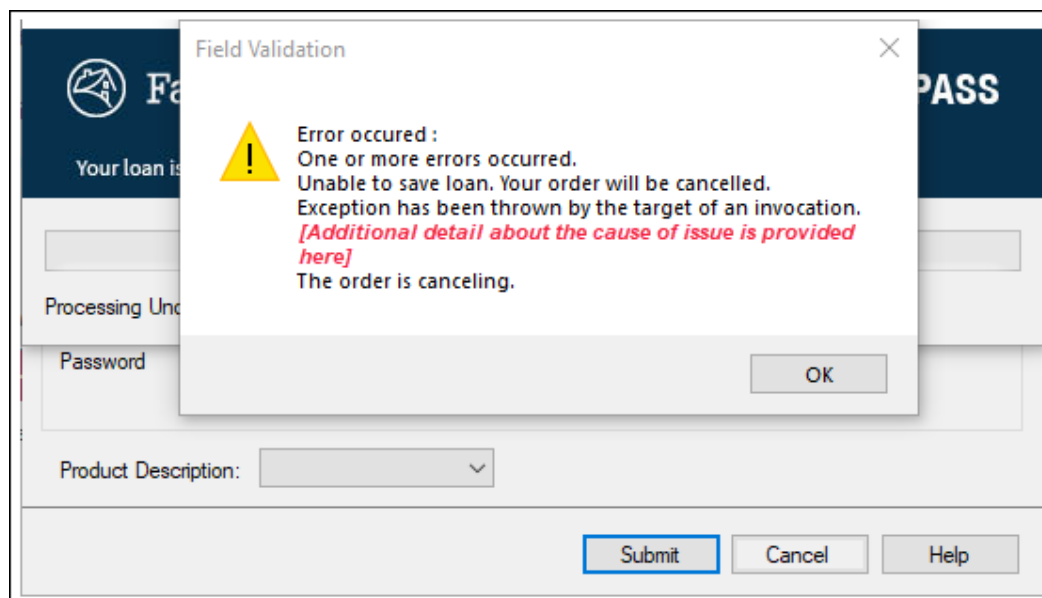 Field Validation
Fa
PASS
Your loan is
Error occured :
One or more errors occurred.
Unable to save loan. Your order will be cancelled.
Exception has been thrown by the target of an invocation.
[Additional detail about the cause of issue is provided
here]
The order is canceling.
OK
Processing Und
Password
Product Description:
Submit
Cancel
Help